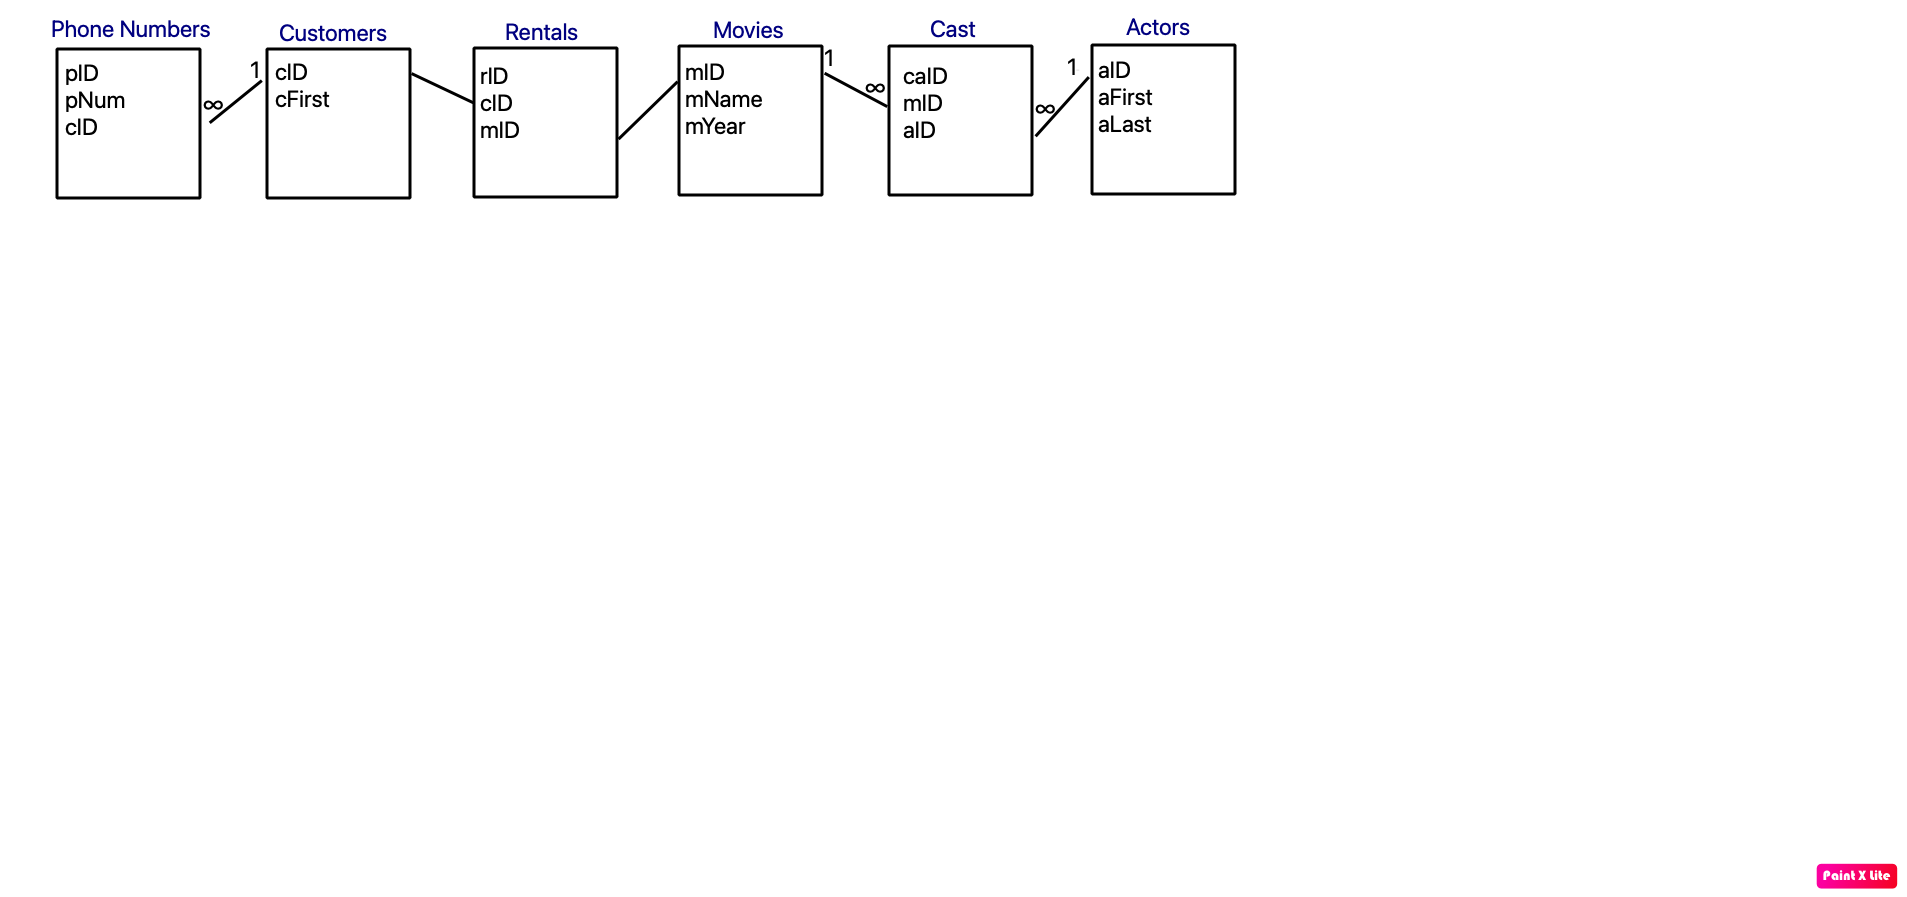 Phone Numbers
pID
pNum
cID
∞
1
Customers
cID
cFirst
Rentals
rID
cID
mID
Movies
mID
mName
mYear
1
∞
Cast
caID
mID
aID
∞
1
Actors
aID
aFirst
aLast
Paint X Lite